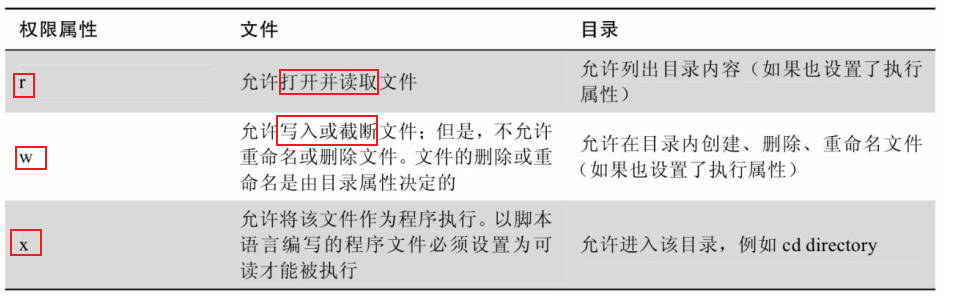 权限属性 文件 目录
r 允许打开并读取文件 允许列出目录内容（如果也设置了执行
属性）
w 允许写入或截断文件；但是，不允许
重命名或删除文件。文件的删除或重
命名是由目录属性决定的
允许在目录内创建、删除、重命名文件
（如果也设置了执行属性）
x 允许将该文件作为程序执行。以脚本
语言编写的程序文件必须设置为可
读才能被执行
允许进入该目录，例如 cd directory